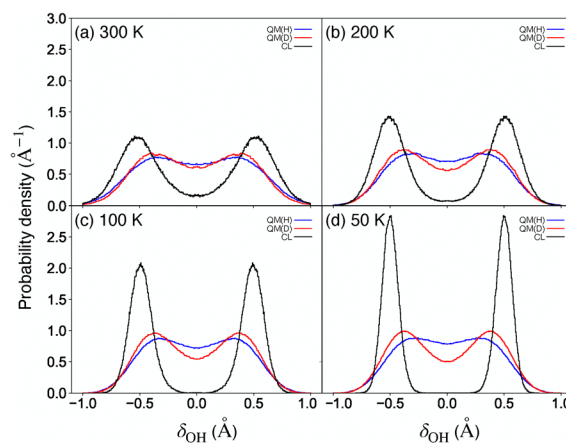 Probability density (Å⁻¹)
3.0
2.5
2.0
1.5
1.0
0.5
0.0
(a) 300 K
QM(H)
QM(D)
CL
(b) 200 K
QM(H)
QM(D)
CL
2.5
2.0
1.5
1.0
0.5
0.0
(c) 100 K
QM(H)
QM(D)
CL
(d) 50 K
QM(H)
QM(D)
CL
−1.0 −0.5 0.0 0.5 1.0
−0.5 0.0 0.5 1.0
δOH (Å)
δOH (Å)